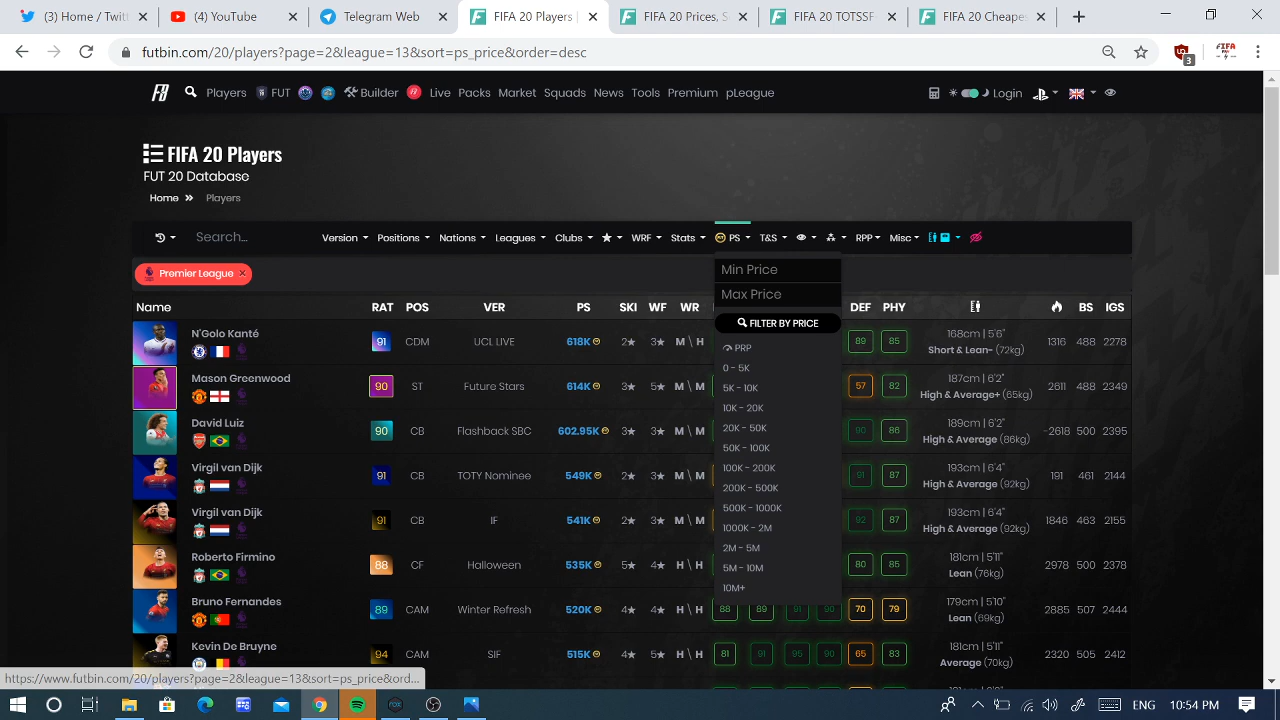 (4) Home / Twitt
(3) YouTube
Telegram Web
FIFA 20 Players
FIFA 20 Prices, S
FIFA 20 TOTSSF
FIFA 20 Cheape
futbin.com/20/players?page=2&league=13&sort=ps_price&order=desc
3
FIFA
Players FUT Builder Live Packs Market Squads News Tools Premium pLeague Login
FIFA 20 Players
FUT 20 Database
Home » Players
Search... Version Positions Nations Leagues Clubs WRF Stats PS T&S RPP Misc
Premier League ×
Min Price
Max Price
FILTER BY PRICE
PRP
0 - 5K
5K - 10K
10K - 20K
20K - 50K
50K - 100K
100K - 200K
200K - 500K
500K - 1000K
1000K - 2M
2M - 5M
5M - 10M
10M+
Name RAT POS VER PS SKI WF WR DEF PHY BS IGS
N'Golo Kanté 91 CDM UCL LIVE 618K 2★ 3★ M \ H 89 85 168cm | 5'6" 1316 488 2278
Short & Lean- (72kg)
Mason Greenwood 90 ST Future Stars 614K 3★ 5★ M \ M 57 82 187cm | 6'2" 2611 488 2349
High & Average+ (65kg)
David Luiz 90 CB Flashback SBC 602.95K 3★ 3★ M \ M 90 86 189cm | 6'2" -2618 500 2395
High & Average (86kg)
Virgil van Dijk 91 CB TOTY Nominee 549K 2★ 3★ M \ M 91 87 193cm | 6'4" 191 461 2144
High & Average (92kg)
Virgil van Dijk 91 CB IF 541K 2★ 3★ M \ M 92 87 193cm | 6'4" 1846 463 2155
High & Average (92kg)
Roberto Firmino 88 CF Halloween 535K 5★ 4★ H \ H 80 85 181cm | 5'11" 2978 500 2378
Lean (76kg)
Bruno Fernandes 89 CAM Winter Refresh 520K 4★ 4★ H \ H 88 89 91 90 70 79 179cm | 5'10" 2885 507 2444
Lean (69kg)
Kevin De Bruyne 94 CAM SIF 515K 4★ 5★ H \ H 81 91 95 90 65 83 181cm | 5'11" 2320 505 2412
Average (70kg)
https://www.futbin.com/20/players?page=2&league=13&sort=ps_price&ord...
ENG 10:54 PM